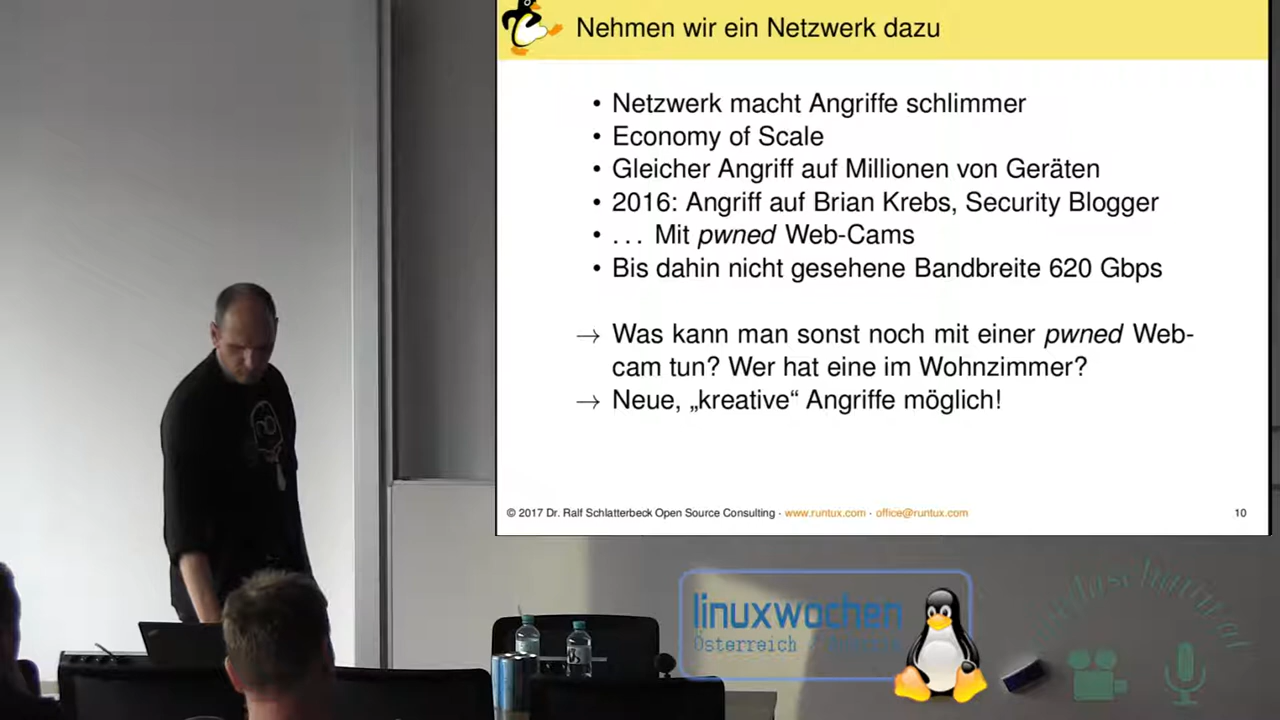 Nehmen wir ein Netzwerk dazu
• Netzwerk macht Angriffe schlimmer
• Economy of Scale
• Gleicher Angriff auf Millionen von Geräten
• 2016: Angriff auf Brian Krebs, Security Blogger
• . . . Mit pwned Web-Cams
• Bis dahin nicht gesehene Bandbreite 620 Gbps
→ Was kann man sonst noch mit einer pwned Web-
cam tun? Wer hat eine im Wohnzimmer?
→ Neue, „kreative“ Angriffe möglich!
© 2017 Dr. Ralf Schlatterbeck Open Source Consulting · www.runtux.com · office@runtux.com 10
linuxwochen
Österreich / Austria